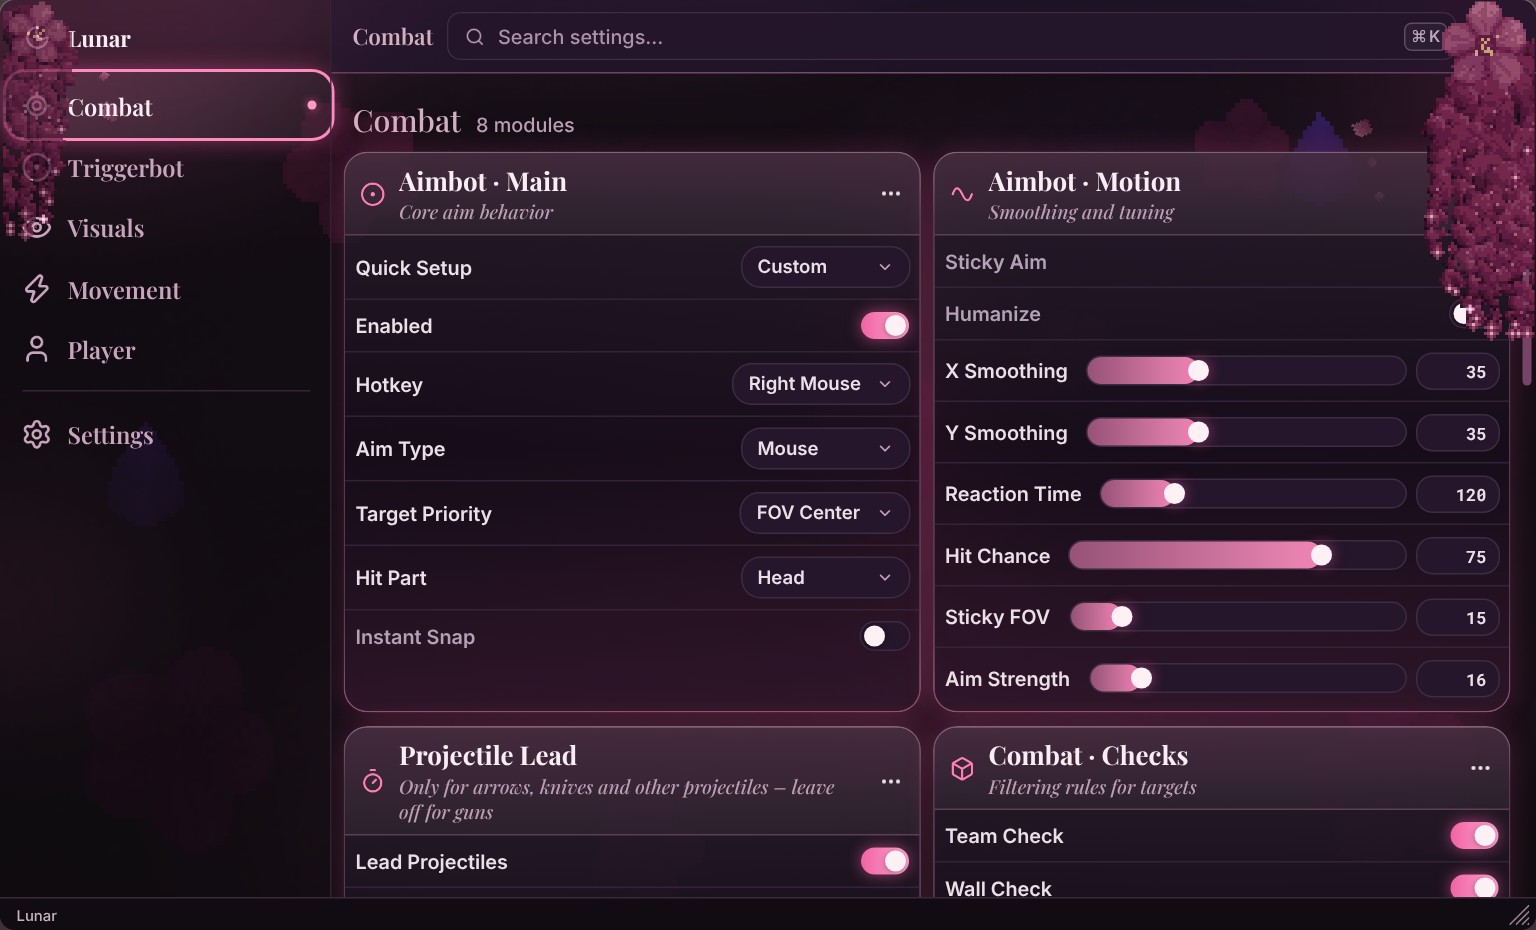 Lunar
Combat
Triggerbot
Visuals
Movement
Player
Settings
Combat
Search settings...
⌘ K
Combat 8 modules
Aimbot · Main
Core aim behavior
Quick Setup Custom
Enabled
Hotkey Right Mouse
Aim Type Mouse
Target Priority FOV Center
Hit Part Head
Instant Snap
Aimbot · Motion
Smoothing and tuning
Sticky Aim
Humanize
X Smoothing 35
Y Smoothing 35
Reaction Time 120
Hit Chance 75
Sticky FOV 15
Aim Strength 16
Projectile Lead
Only for arrows, knives and other projectiles – leave
off for guns
Lead Projectiles
Combat · Checks
Filtering rules for targets
Team Check
Wall Check
Lunar